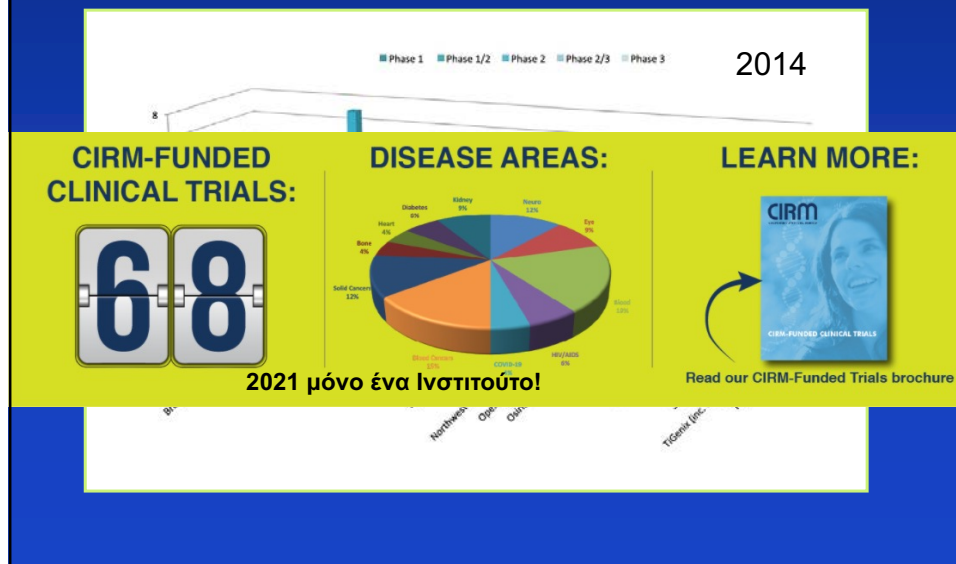 Phase 1 Phase 1/2 Phase 2 Phase 2/3 Phase 3
2014
8
CIRM-FUNDED
CLINICAL TRIALS:
68
DISEASE AREAS:
Kidney
9%
Neuro
12%
Diabetes
6%
Eye
9%
Heart
4%
Bone
4%
Solid Cancers
12%
Blood
18%
Blood Cancers
15%
COVID-19
HIV/AIDS
6%
2021 μόνο ένα Ινστιτούτο!
LEARN MORE:
CIRM
CIRM-FUNDED CLINICAL TRIALS
Read our CIRM-Funded Trials brochure
TiGenix (inc.